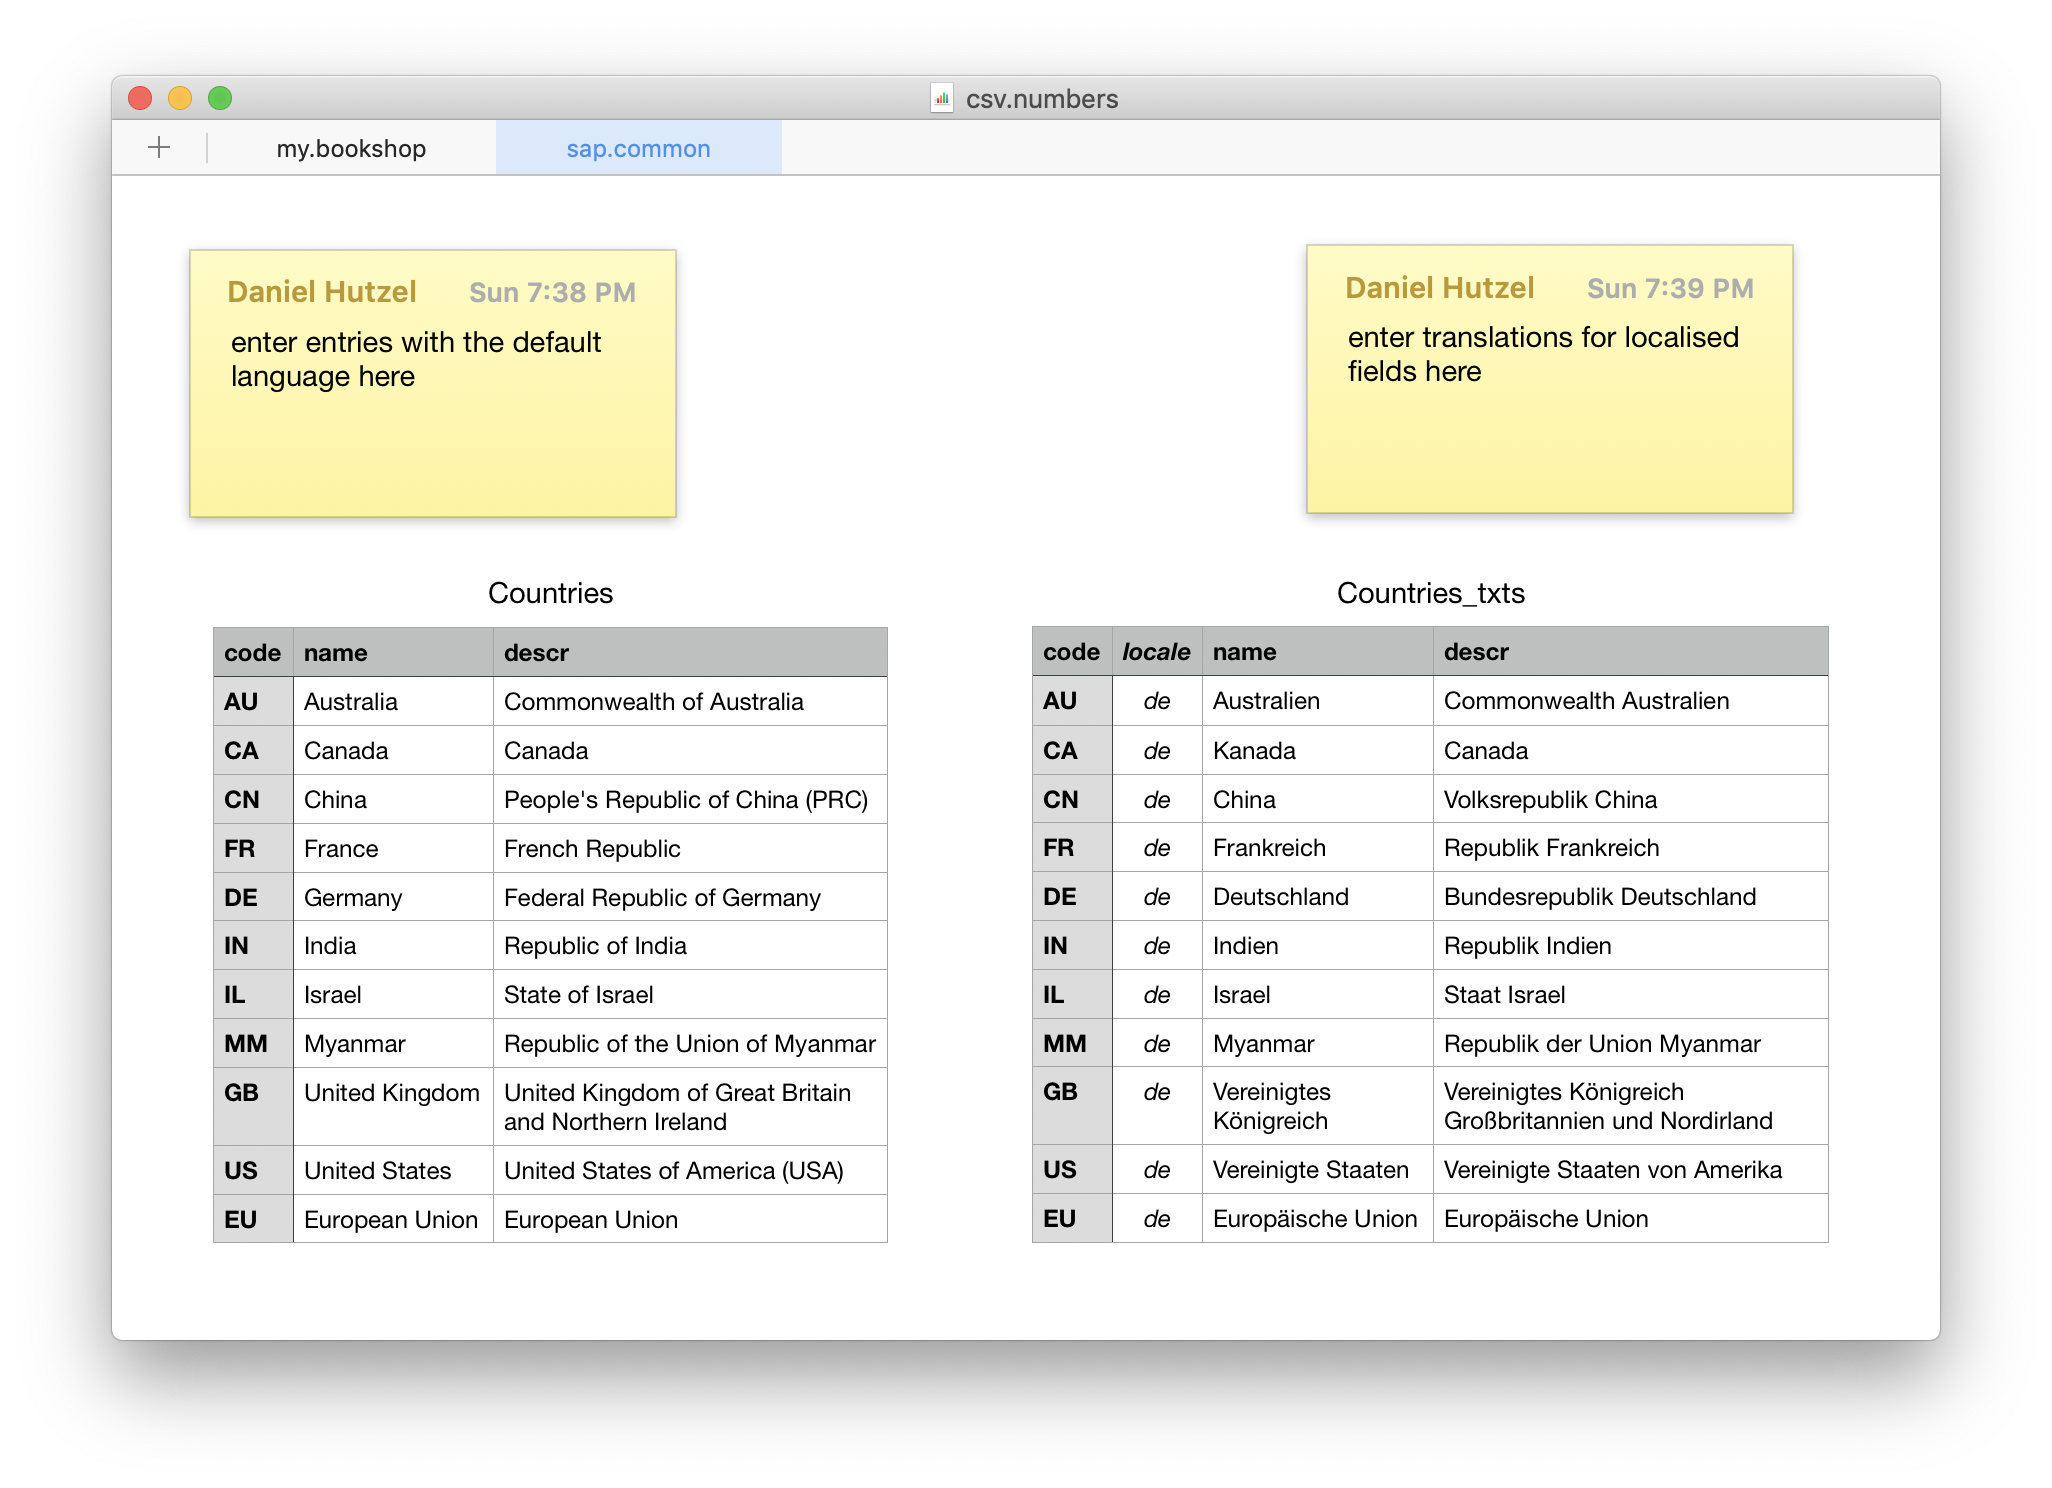 csv.numbers
my.bookshop sap.common
Daniel Hutzel Sun 7:38 PM
enter entries with the default
language here
Daniel Hutzel Sun 7:39 PM
enter translations for localised
fields here
Countries
code name descr
AU Australia Commonwealth of Australia
CA Canada Canada
CN China People's Republic of China (PRC)
FR France French Republic
DE Germany Federal Republic of Germany
IN India Republic of India
IL Israel State of Israel
MM Myanmar Republic of the Union of Myanmar
GB United Kingdom United Kingdom of Great Britain
and Northern Ireland
US United States United States of America (USA)
EU European Union European Union
Countries_txts
code locale name descr
AU de Australien Commonwealth Australien
CA de Kanada Canada
CN de China Volksrepublik China
FR de Frankreich Republik Frankreich
DE de Deutschland Bundesrepublik Deutschland
IN de Indien Republik Indien
IL de Israel Staat Israel
MM de Myanmar Republik der Union Myanmar
GB de Vereinigtes Vereinigtes Königreich
Königreich Großbritannien und Nordirland
US de Vereinigte Staaten Vereinigte Staaten von Amerika
EU de Europäische Union Europäische Union